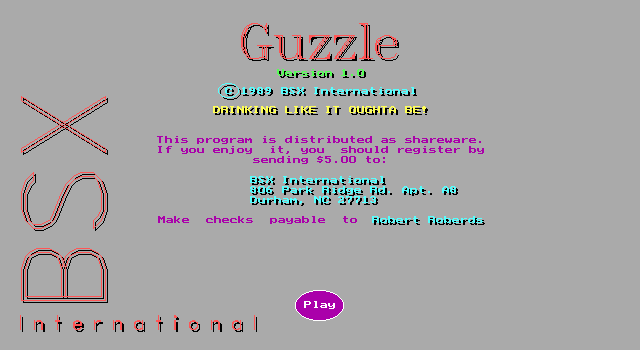 Guzzle
Version 1.0
©1989 BSX International
DRINKING LIKE IT OUGHTA BE!
This program is distributed as shareware.
If you enjoy it, you should register by
sending $5.00 to:
BSX International
806 Park Ridge Rd. Apt. A8
Durham, NC 27713
Make checks payable to Robert Roberds
Play
BSX
International